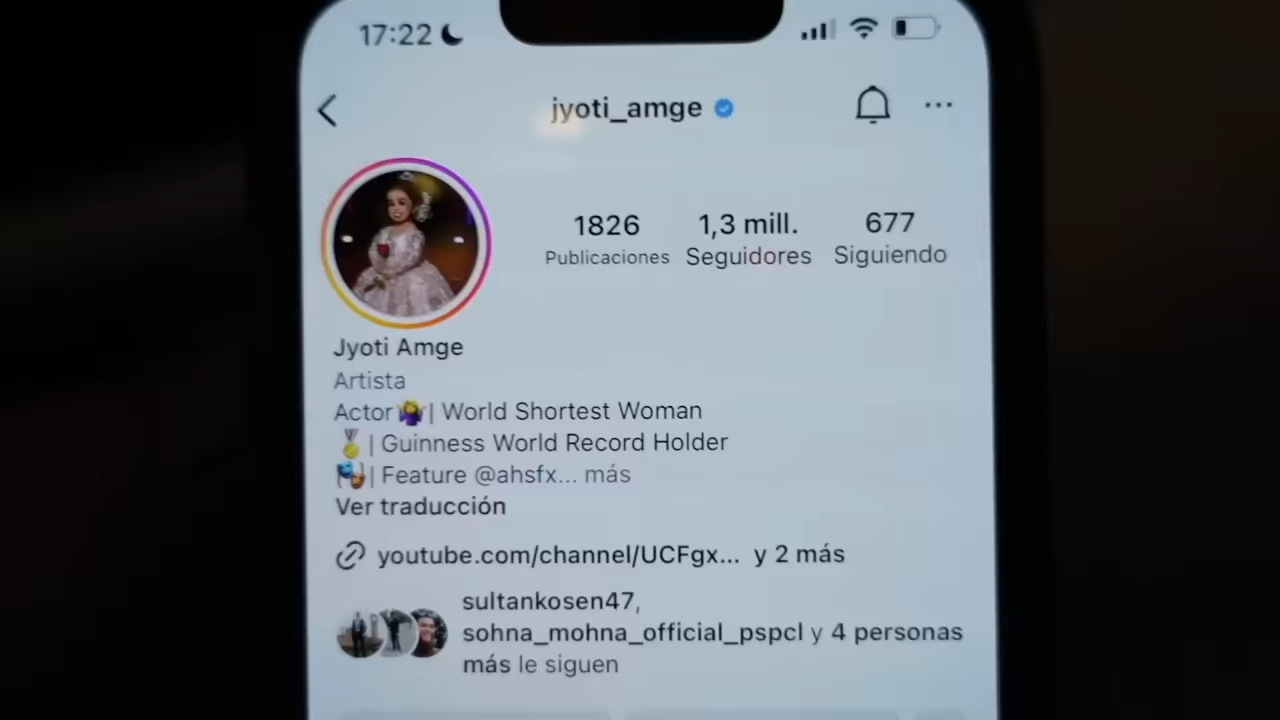 17:22
jyoti_amge
1826
1,3 mill.
677
Publicaciones
Seguidores
Siguiendo
Jyoti Amge
Artista
Actor🤷‍♀️| World Shortest Woman
🏅| Guinness World Record Holder
🎭| Feature @ahsfx... más
Ver traducción
youtube.com/channel/UCFgx... y 2 más
sultankosen47,
sohna_mohna_official_pspcl y 4 personas
más le siguen